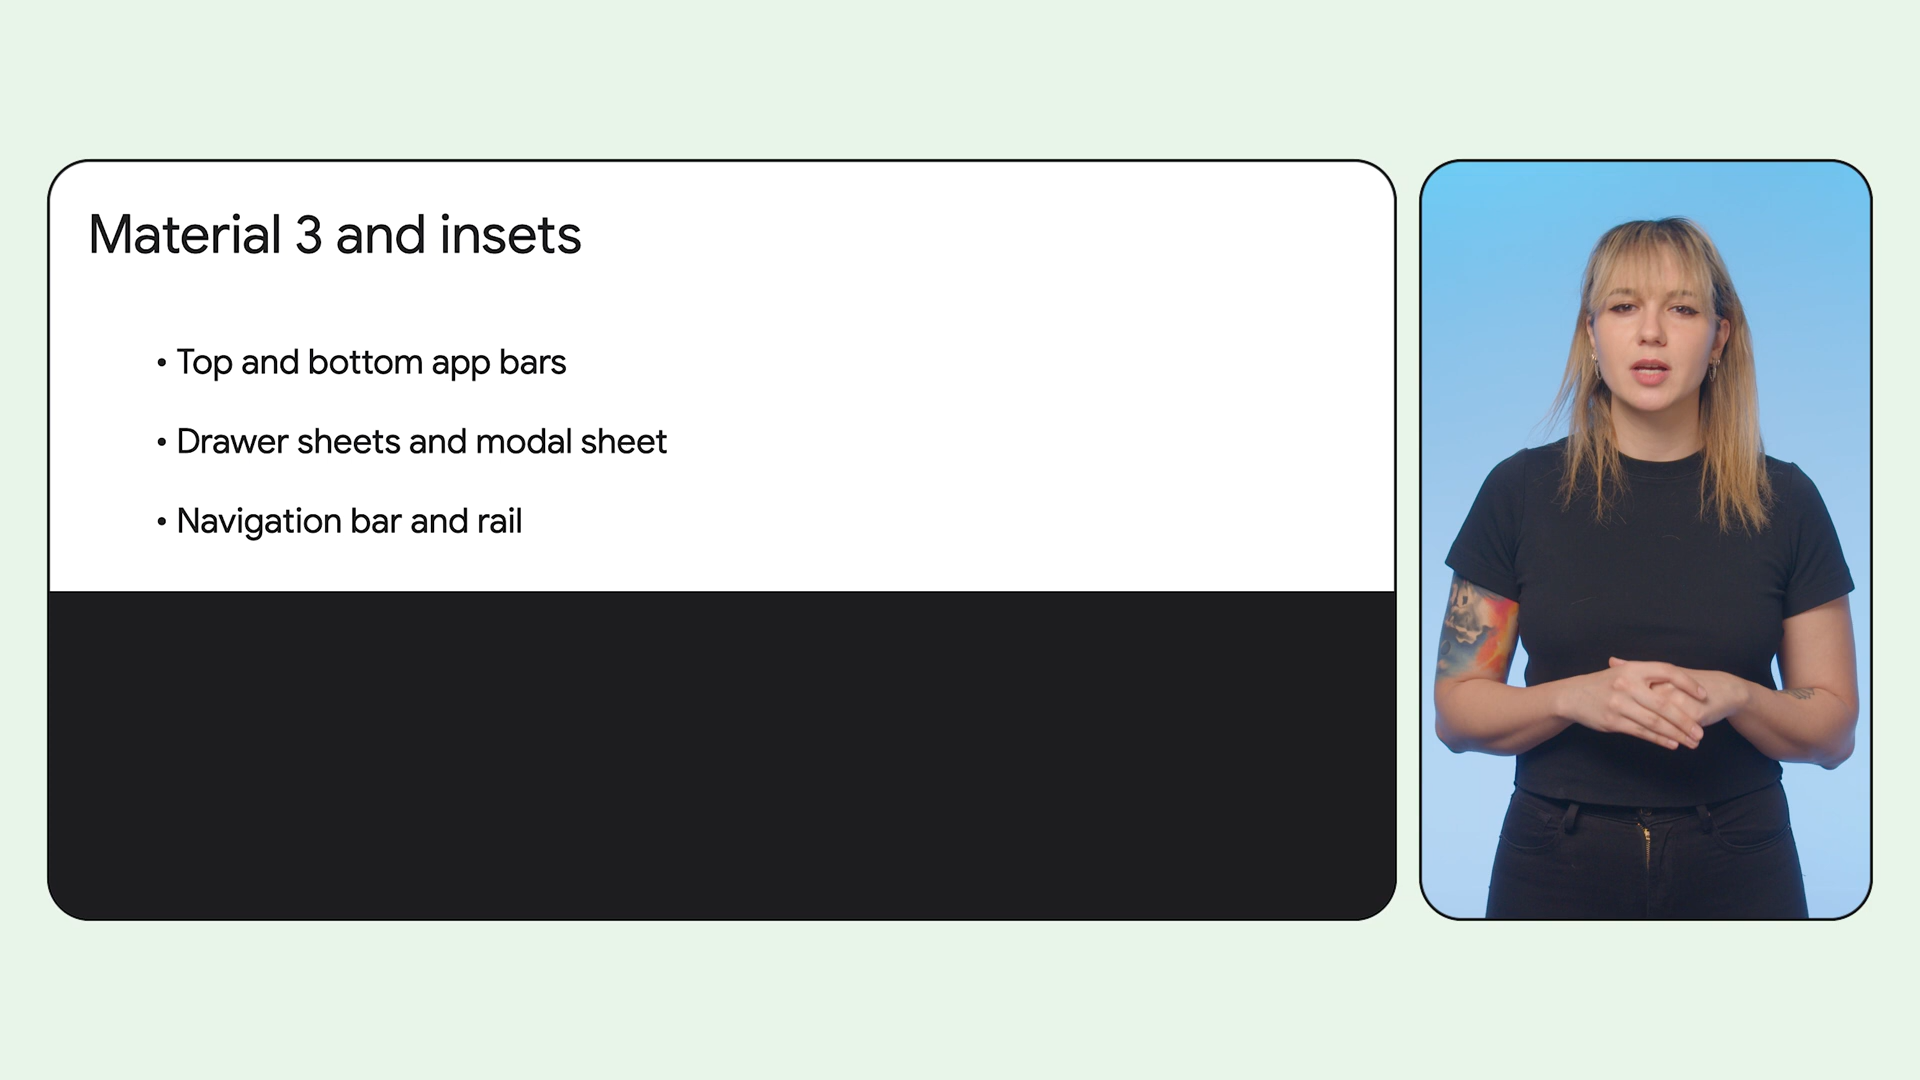 Material 3 and insets
• Top and bottom app bars
• Drawer sheets and modal sheet
• Navigation bar and rail